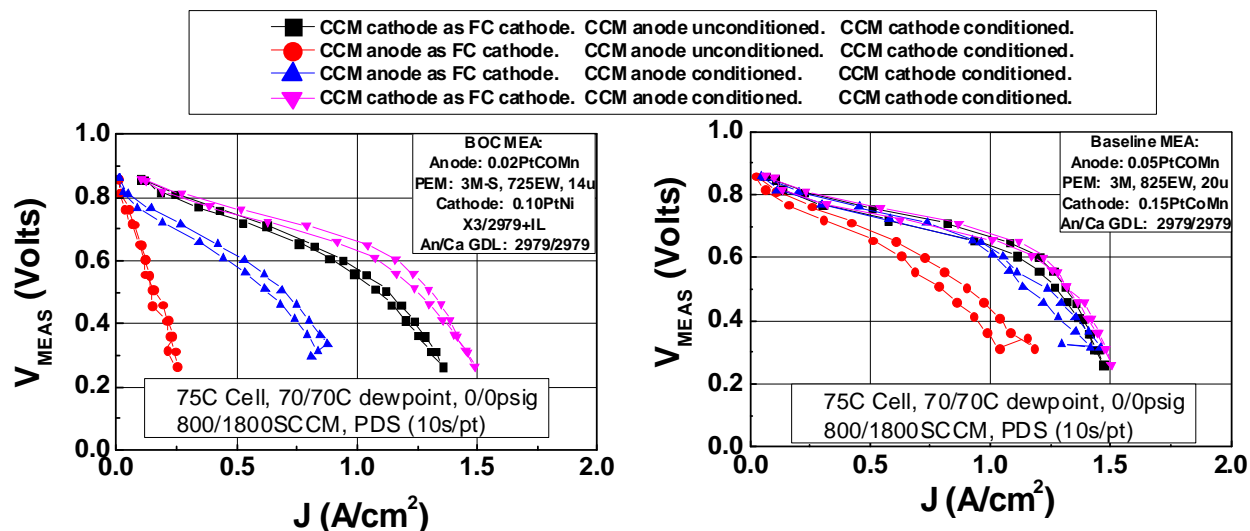 CCM cathode as FC cathode. CCM anode unconditioned. CCM cathode conditioned.
CCM anode as FC cathode. CCM anode unconditioned. CCM cathode conditioned.
CCM anode as FC cathode. CCM anode conditioned. CCM cathode conditioned.
CCM cathode as FC cathode. CCM anode conditioned. CCM cathode conditioned.
1.0
0.8
0.6
0.4
0.2
0.0
V_MEAS (Volts)
BOC MEA:
Anode: 0.02PtCOMn
PEM: 3M-S, 725EW, 14u
Cathode: 0.10PtNi
X3/2979+IL
An/Ca GDL: 2979/2979
75C Cell, 70/70C dewpoint, 0/0psig
800/1800SCCM, PDS (10s/pt)
0.0 0.5 1.0 1.5 2.0
J (A/cm²)
1.0
0.8
0.6
0.4
0.2
0.0
V_MEAS (Volts)
Baseline MEA:
Anode: 0.05PtCOMn
PEM: 3M, 825EW, 20u
Cathode: 0.15PtCoMn
An/Ca GDL: 2979/2979
75C Cell, 70/70C dewpoint, 0/0psig
800/1800SCCM, PDS (10s/pt)
0.0 0.5 1.0 1.5 2.0
J (A/cm²)